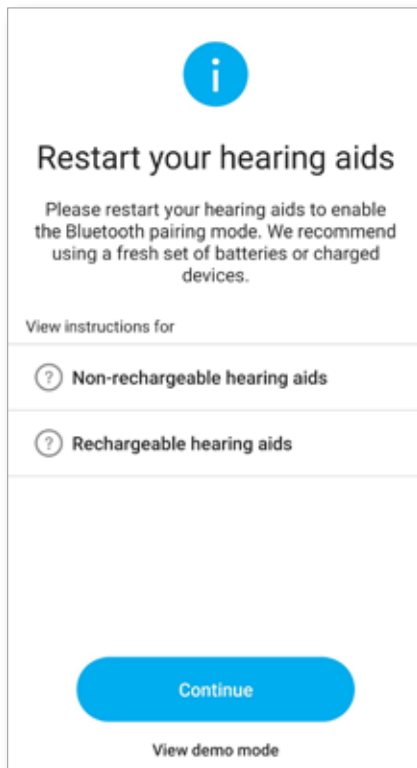 i
Restart your hearing aids
Please restart your hearing aids to enable
the Bluetooth pairing mode. We recommend
using a fresh set of batteries or charged
devices.
View instructions for
? Non-rechargeable hearing aids
? Rechargeable hearing aids
Continue
View demo mode